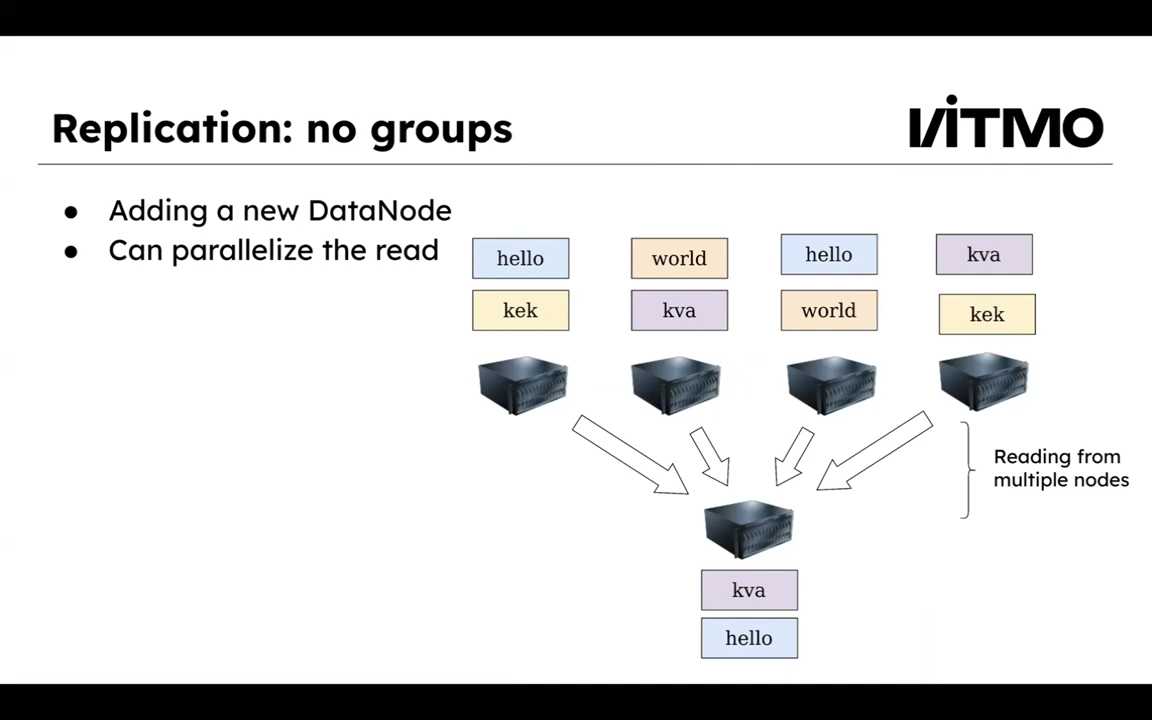 Replication: no groups
ITMO
● Adding a new DataNode
● Can parallelize the read
hello world hello kva
kek kva world kek
Reading from
multiple nodes
kva
hello